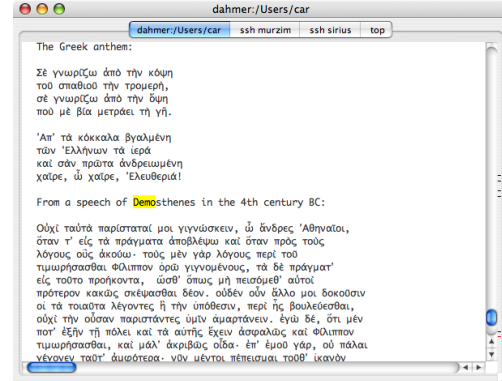 dahmer:/Users/car
dahmer:/Users/car ssh murzim ssh sirius top
The Greek anthem:
Σὲ γνωρίζω ἀπὸ τὴν κόψη
τοῦ σπαθιοῦ τὴν τρομερή,
σὲ γνωρίζω ἀπὸ τὴν ὄψη
ποὺ μὲ βία μετράει τὴ γῆ.
᾿Απ᾿ τὰ κόκκαλα βγαλμένη
τῶν ῾Ελλήνων τὰ ἱερά
καὶ σὰν πρῶτα ἀνδρειωμένη
χαῖρε, ὦ χαῖρε, ᾿Ελευθεριά!
From a speech of Demosthenes in the 4th century BC:
Οὐχὶ ταὐτὰ παρίσταταί μοι γιγνώσκειν, ὦ ἄνδρες ᾿Αθηναῖοι,
ὅταν τ᾿ εἰς τὰ πράγματα ἀποβλέψω καὶ ὅταν πρὸς τοὺς
λόγους οὓς ἀκούω· τοὺς μὲν γὰρ λόγους περὶ τοῦ
τιμωρήσασθαι Φίλιππον ὁρῶ γιγνομένους, τὰ δὲ πράγματ᾿
εἰς τοῦτο προήκοντα, ὥσθ᾿ ὅπως μὴ πεισόμεθ᾿ αὐτοὶ
πρότερον κακῶς σκέψασθαι δέον. οὐδέν οὖν ἄλλο μοι δοκοῦσιν
οἱ τὰ τοιαῦτα λέγοντες ἢ τὴν ὑπόθεσιν, περὶ ἧς βουλεύεσθαι,
οὐχὶ τὴν οὖσαν παριστάντες ὑμῖν ἁμαρτάνειν. ἐγὼ δέ, ὅτι μέν
ποτ᾿ ἐξῆν τῇ πόλει καὶ τὰ αὑτῆς ἔχειν ἀσφαλῶς καὶ Φίλιππον
τιμωρήσασθαι, καὶ μάλ᾿ ἀκριβῶς οἶδα· ἐπ᾿ ἐμοῦ γάρ, οὐ πάλαι
γέγονεν ταῦτ᾿ ἀμφότερα· νῦν μέντοι πέπεισμαι τοῦθ᾿ ἱκανὸν